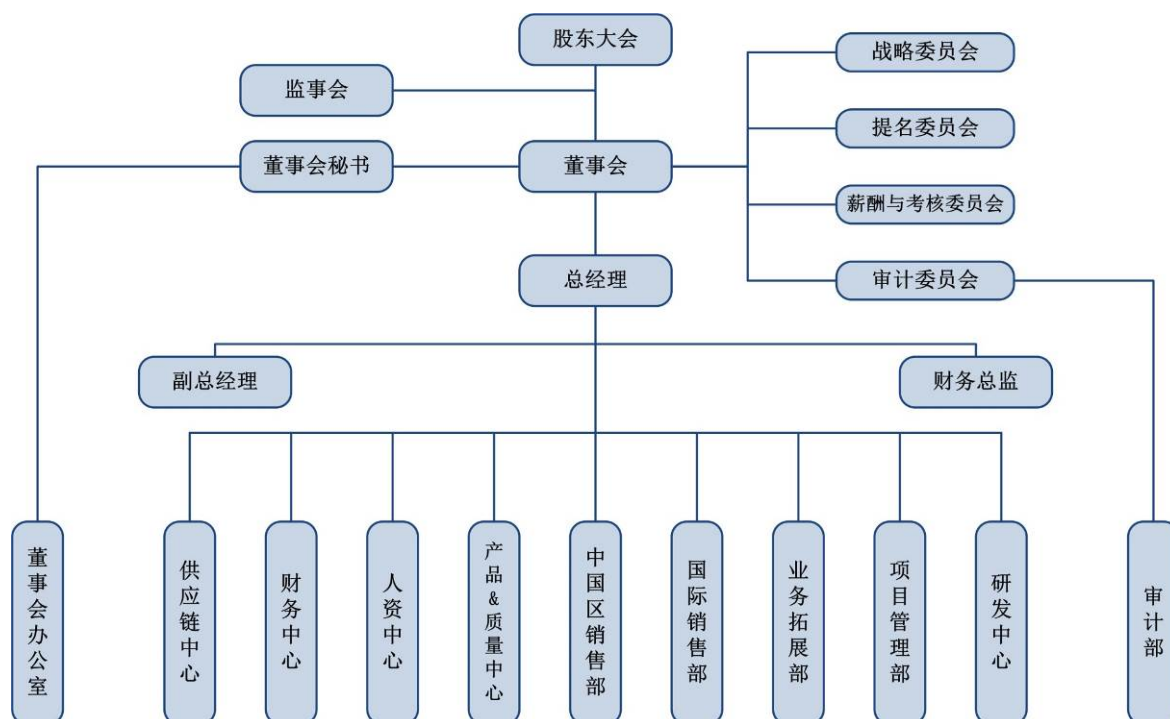 股东大会
战略委员会
监事会
提名委员会
董事会秘书
董事会
薪酬与考核委员会
总经理
审计委员会
副总经理
财务总监
董事会办公室
供应链中心
财务中心
人资中心
产品&质量中心
中国区销售部
国际销售部
业务拓展部
项目管理部
研发中心
审计部